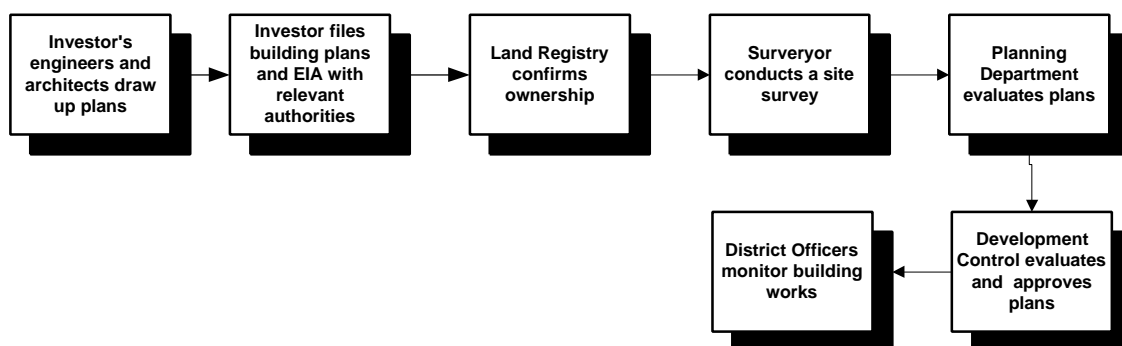 Investor's
engineers and
architects draw
up plans
Investor files
building plans
and EIA with
relevant
authorities
Land Registry
confirms
ownership
Surveryor
conducts a site
survey
Planning
Department
evaluates plans
Development
Control evaluates
and approves
plans
District Officers
monitor building
works